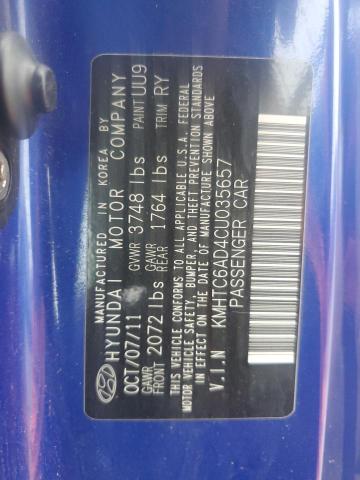 MANUFACTURED IN KOREA BY
HYUNDAI MOTOR COMPANY
OCT/07/11 GVWR 3748 lbs PAINT UU9
GAWR FRONT 2072 lbs GAWR REAR 1764 lbs TRIM RY
THIS VEHICLE CONFORMS TO ALL APPLICABLE U.S.A. FEDERAL
MOTOR VEHICLE SAFETY, BUMPER, AND THEFT PREVENTION STANDARDS
IN EFFECT ON THE DATE OF MANUFACTURE SHOWN ABOVE
V.I.N KMHTC6AD4CU035657
PASSENGER CAR